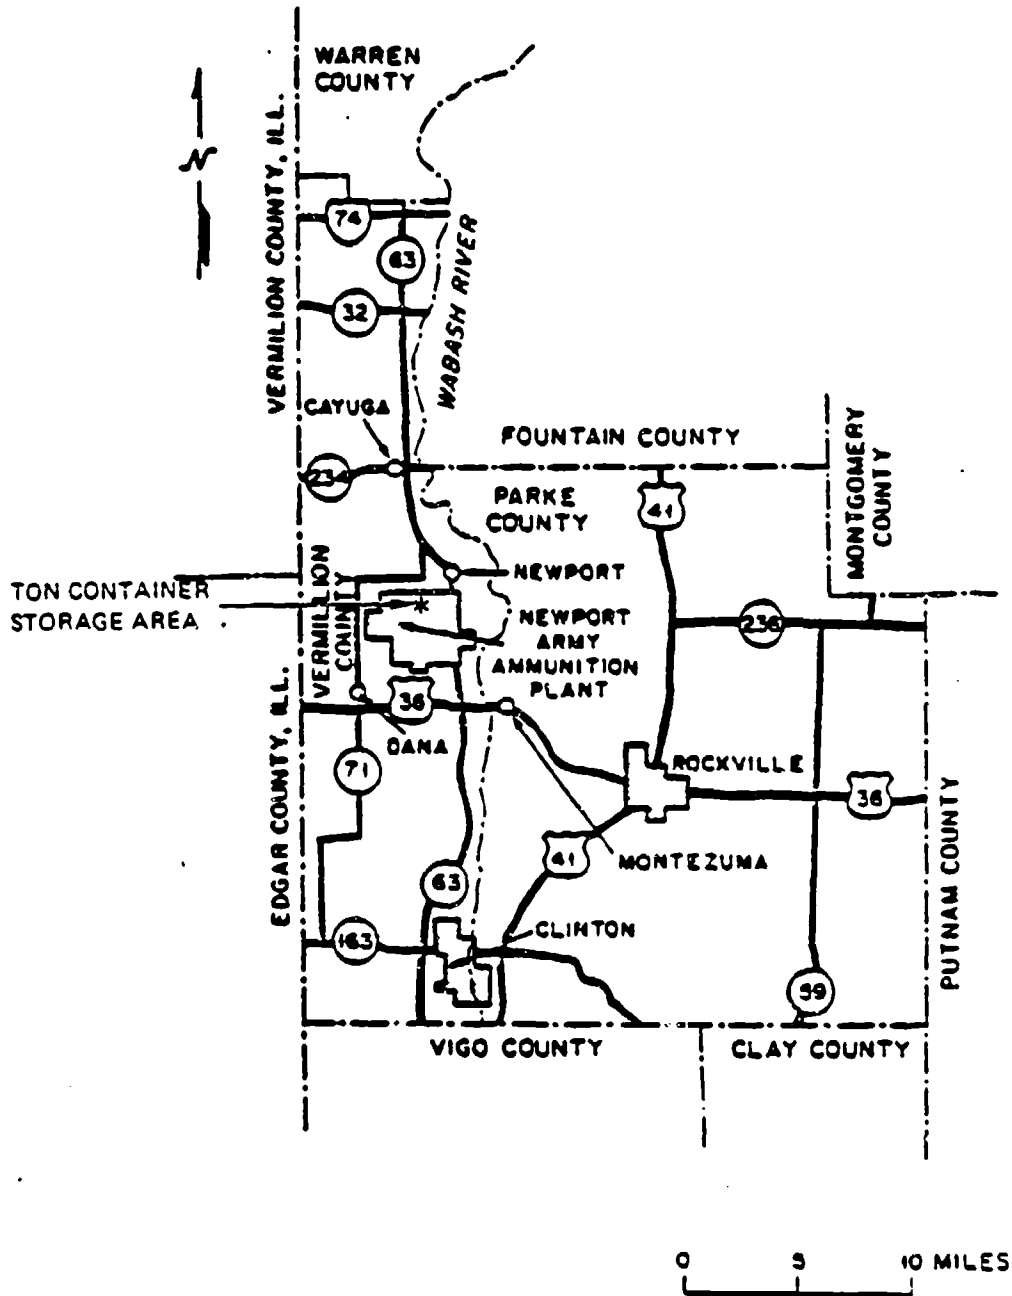 WARREN
COUNTY
N
VERMILION COUNTY, ILL.
74
63
WABASH RIVER
32
CAYUGA
FOUNTAIN COUNTY
MONTGOMERY
COUNTY
234
PARKE
COUNTY
41
NEWPORT
TON CONTAINER
STORAGE AREA
*
VERMILLION
COUNTY
NEWPORT
ARMY
AMMUNITION
PLANT
236
EDGAR COUNTY, ILL.
36
DANA
71
ROCKVILLE
36
PUTNAM COUNTY
41
MONTEZUMA
63
CLINTON
163
59
VIGO COUNTY
CLAY COUNTY
0 5 10 MILES